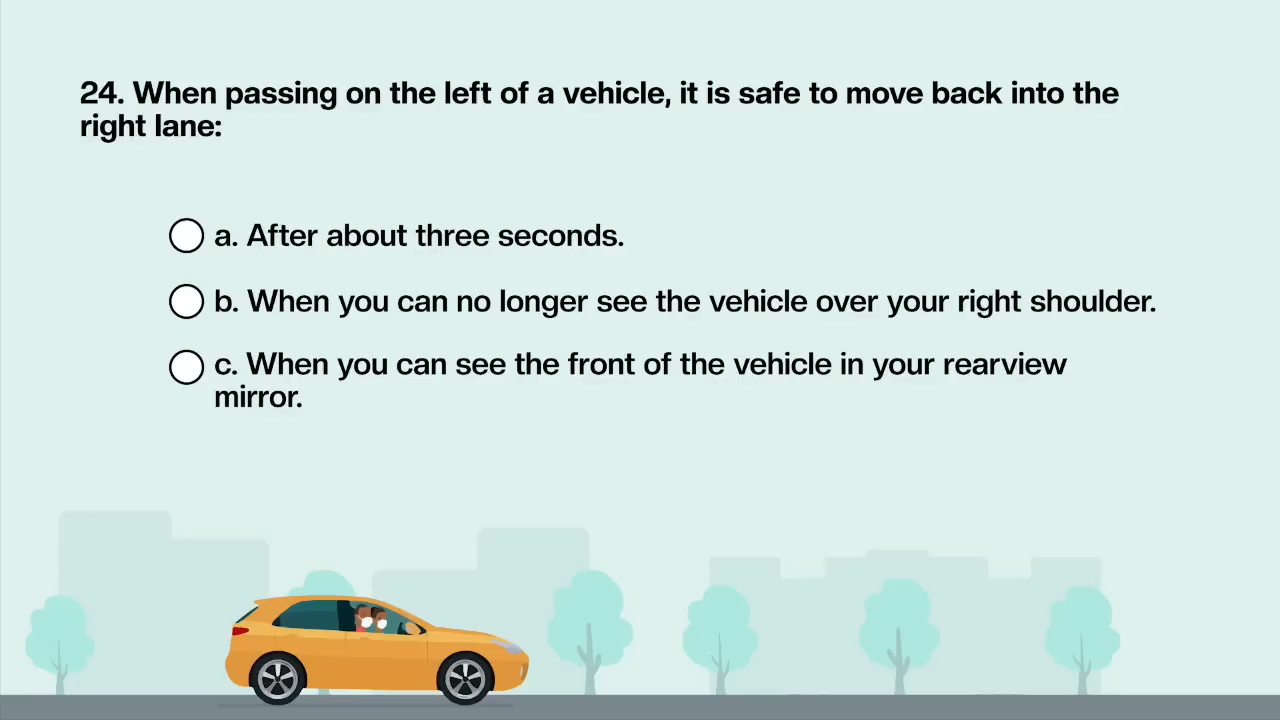 24. When passing on the left of a vehicle, it is safe to move back into the
right lane:
a. After about three seconds.
b. When you can no longer see the vehicle over your right shoulder.
c. When you can see the front of the vehicle in your rearview
mirror.